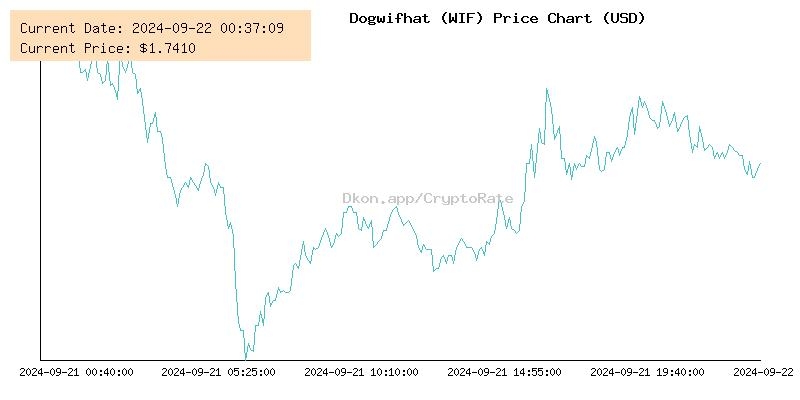 Dogwifhat (WIF) Price Chart (USD)
Current Date: 2024-09-22 00:37:09
Current Price: $1.7410
Dkon.app/CryptoRate
2024-09-21 00:40:00 2024-09-21 05:25:00 2024-09-21 10:10:00 2024-09-21 14:55:00 2024-09-21 19:40:00 2024-09-22